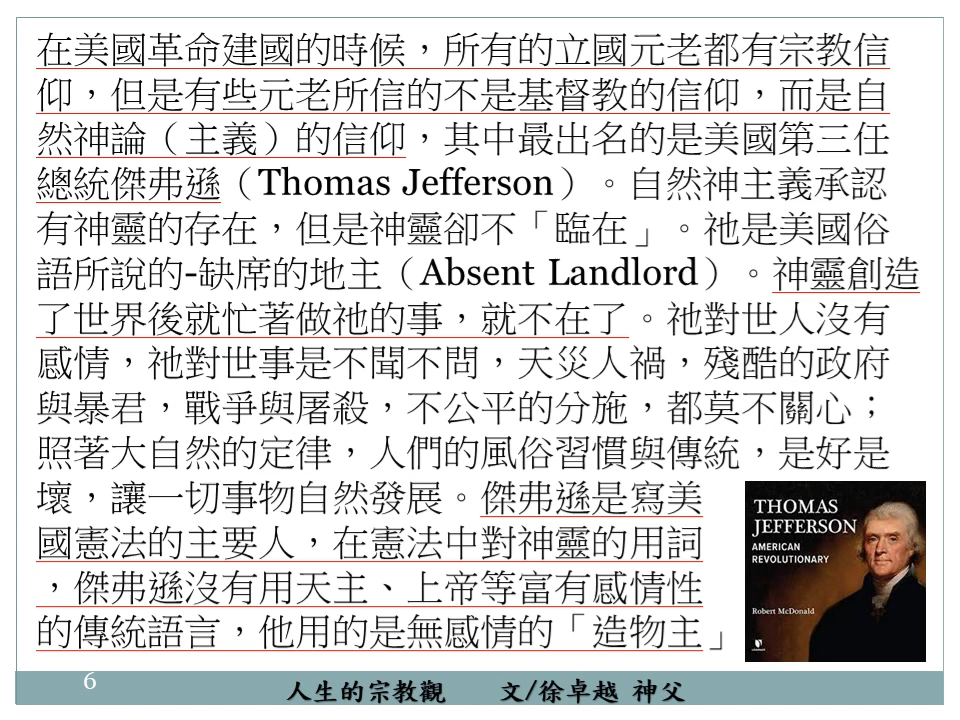 在美國革命建國的時候，所有的立國元老都有宗教信
仰，但是有些元老所信的不是基督教的信仰，而是自
然神論（主義）的信仰，其中最出名的是美國第三任
總統傑弗遜（Thomas Jefferson）。自然神主義承認
有神靈的存在，但是神靈卻不「臨在」。祂是美國俗
語所說的-缺席的地主（Absent Landlord）。神靈創造
了世界後就忙著做祂的事，就不在了。祂對世人沒有
感情，祂對世事是不聞不問，天災人禍，殘酷的政府
與暴君，戰爭與屠殺，不公平的分施，都莫不關心；
照著大自然的定律，人們的風俗習慣與傳統，是好是
壞，讓一切事物自然發展。傑弗遜是寫美
國憲法的主要人，在憲法中對神靈的用詞
，傑弗遜沒有用天主、上帝等富有感情性
的傳統語言，他用的是無感情的「造物主」
THOMAS
JEFFERSON
AMERICAN
REVOLUTIONARY
Robert McDonald
6
人生的宗教觀 文/徐卓越 神父